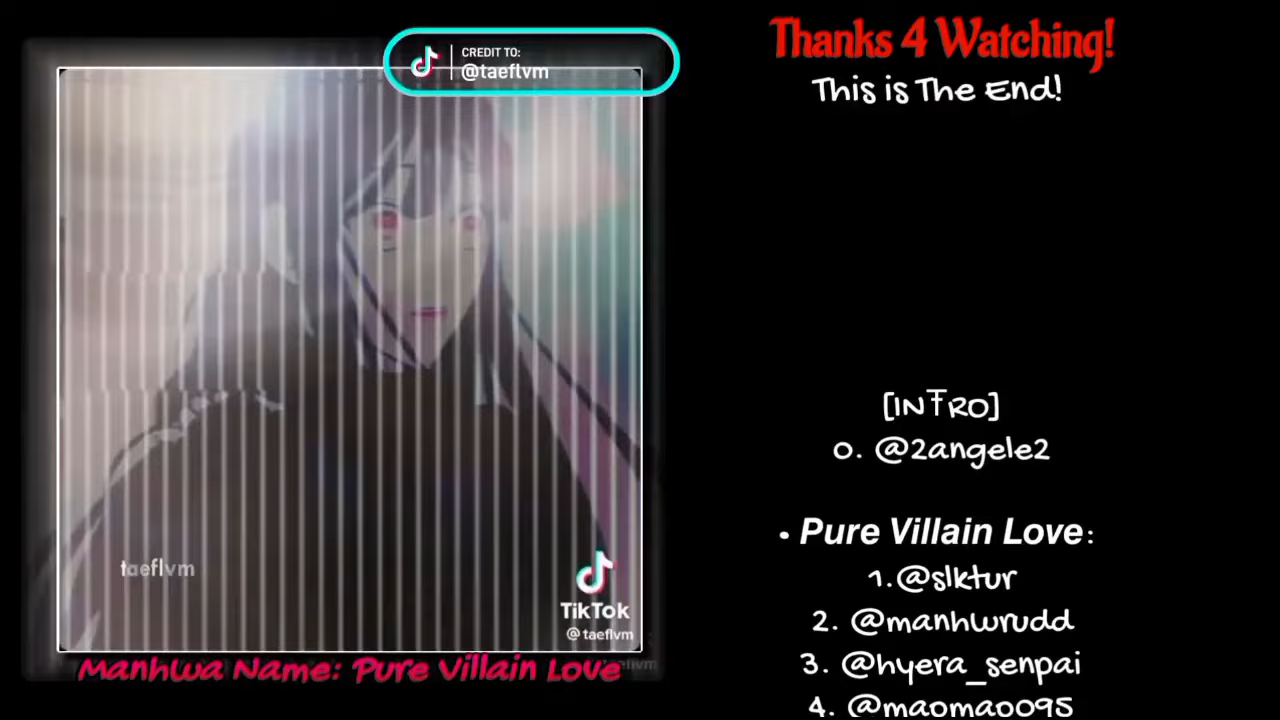 CREDIT TO:
@taeflvm
taeflvm
TikTok
@taeflvm
Manhwa Name: Pure Villain Love
Thanks 4 Watching!
This is The End!
[INTRO]
0. @2angele2
• Pure Villain Love:
1.@slktur
2. @manhwrudd
3. @hyera_senpai
4. @maomao095